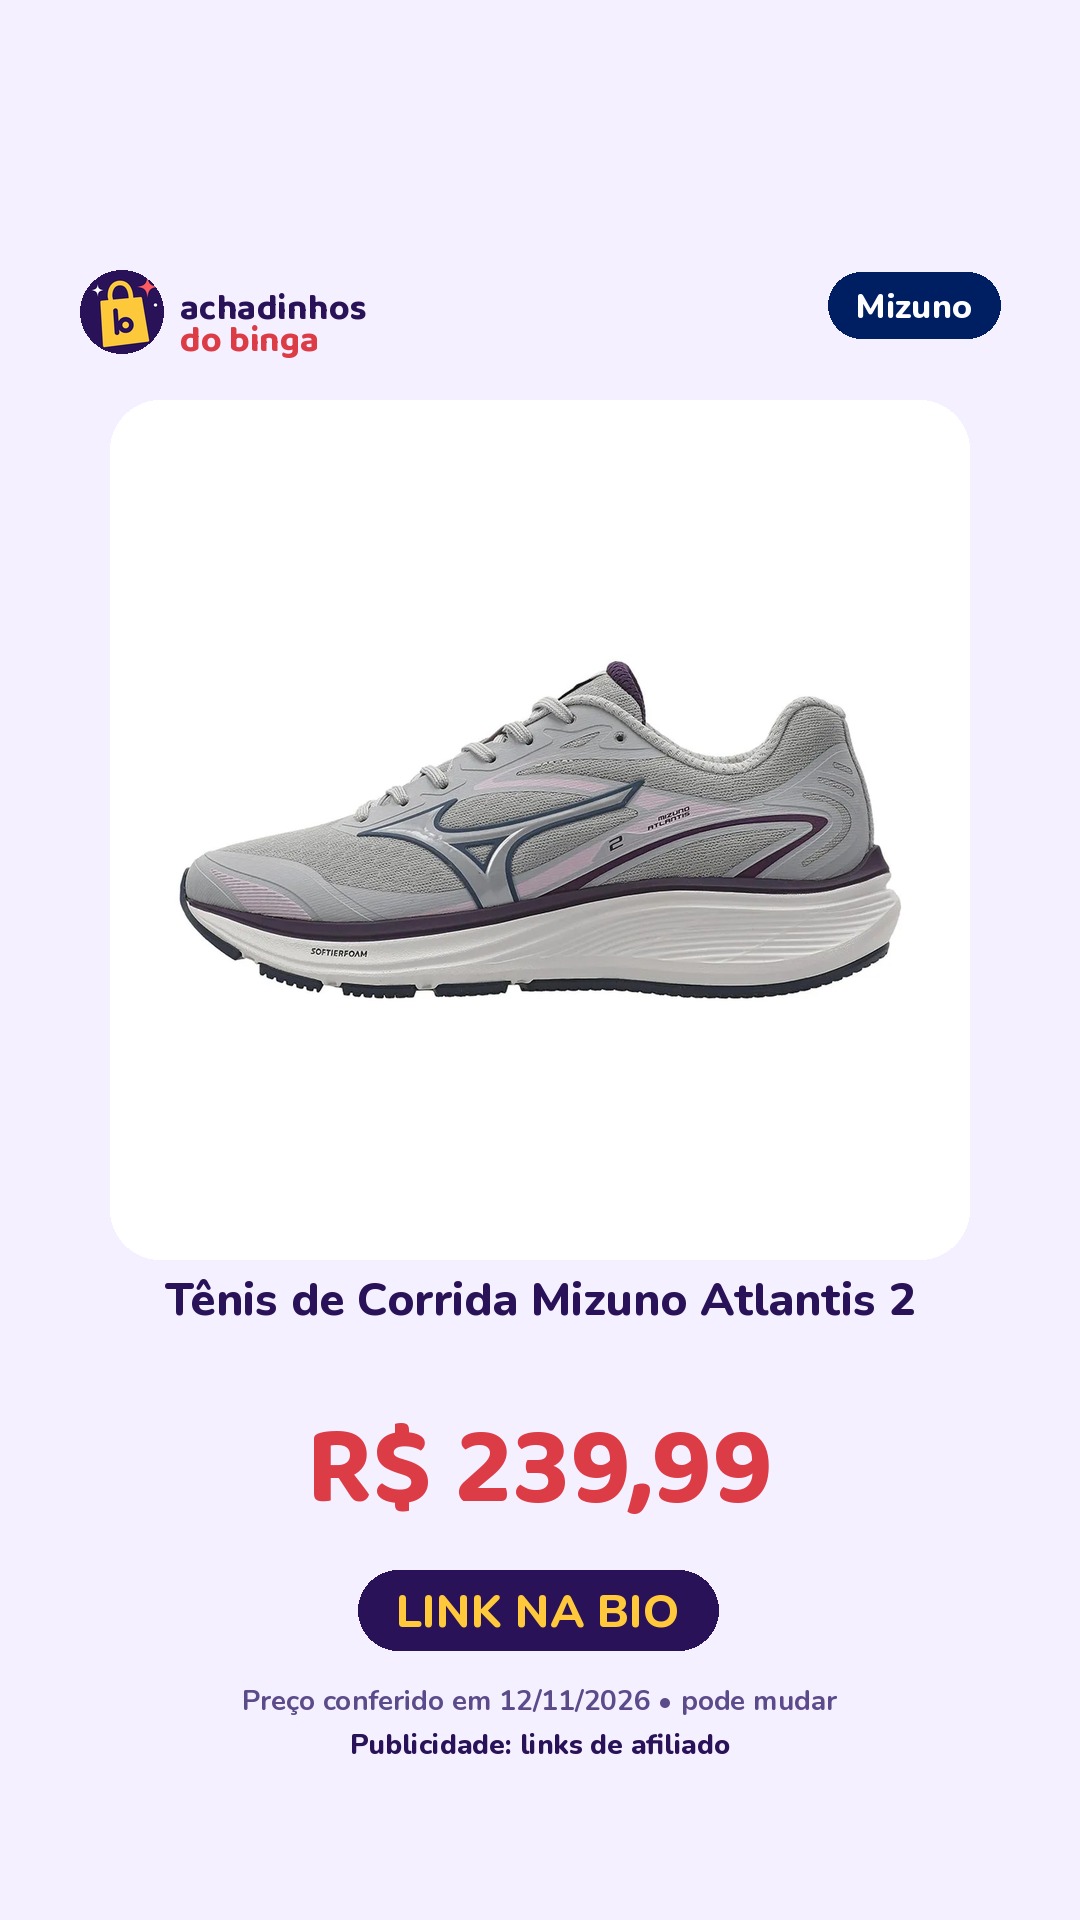 achadinhos
do binga
Mizuno
MIZUNO
ATLANTIS
2
SOFTIERFOAM
Tênis de Corrida Mizuno Atlantis 2
R$ 239,99
LINK NA BIO
Preço conferido em 12/11/2026 • pode mudar
Publicidade: links de afiliado